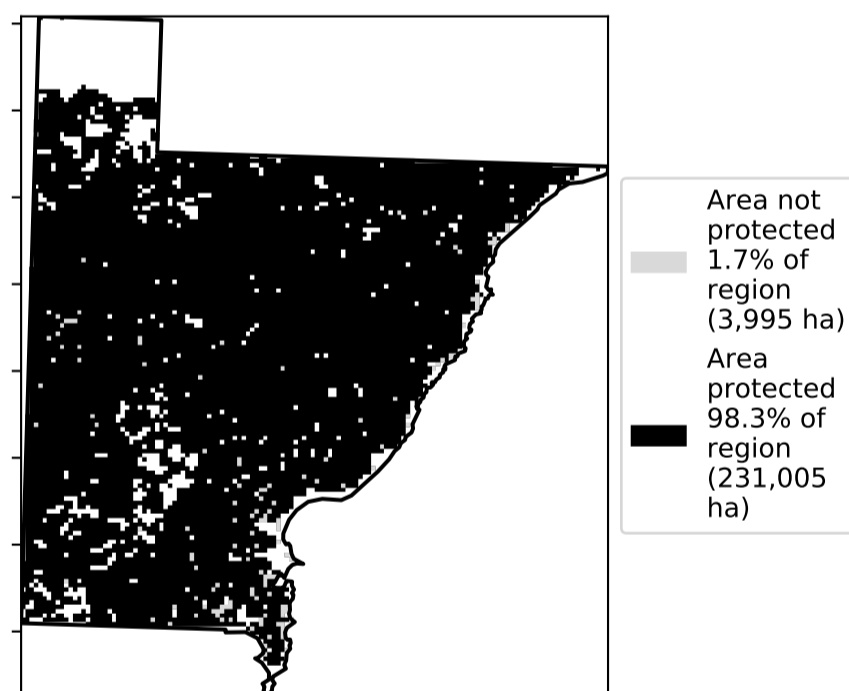 Area not
protected
1.7% of
region
(3,995 ha)
Area
protected
98.3% of
region
(231,005
ha)